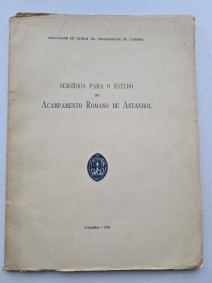 FACULDADE DE LETRAS DA UNIVERSIDADE DE COIMBRA
SUBSÍDIOS PARA O ESTUDO
DO
ACAMPAMENTO ROMANO DE ANTANHOL
COIMBRA